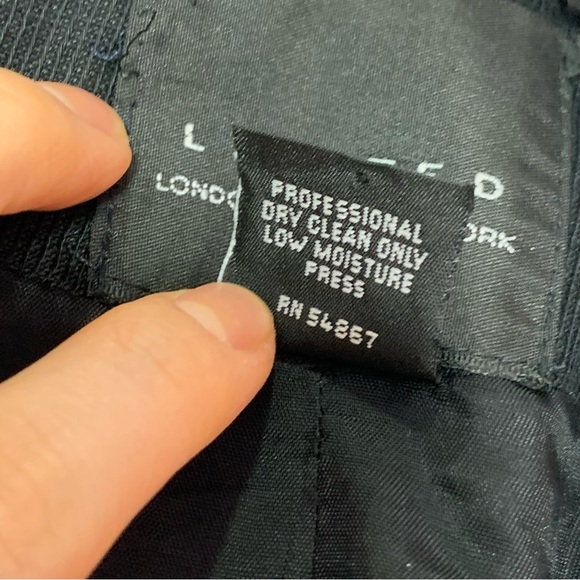 PROFESSIONAL
DRY CLEAN ONLY
LOW MOISTURE
PRESS
RN 54867